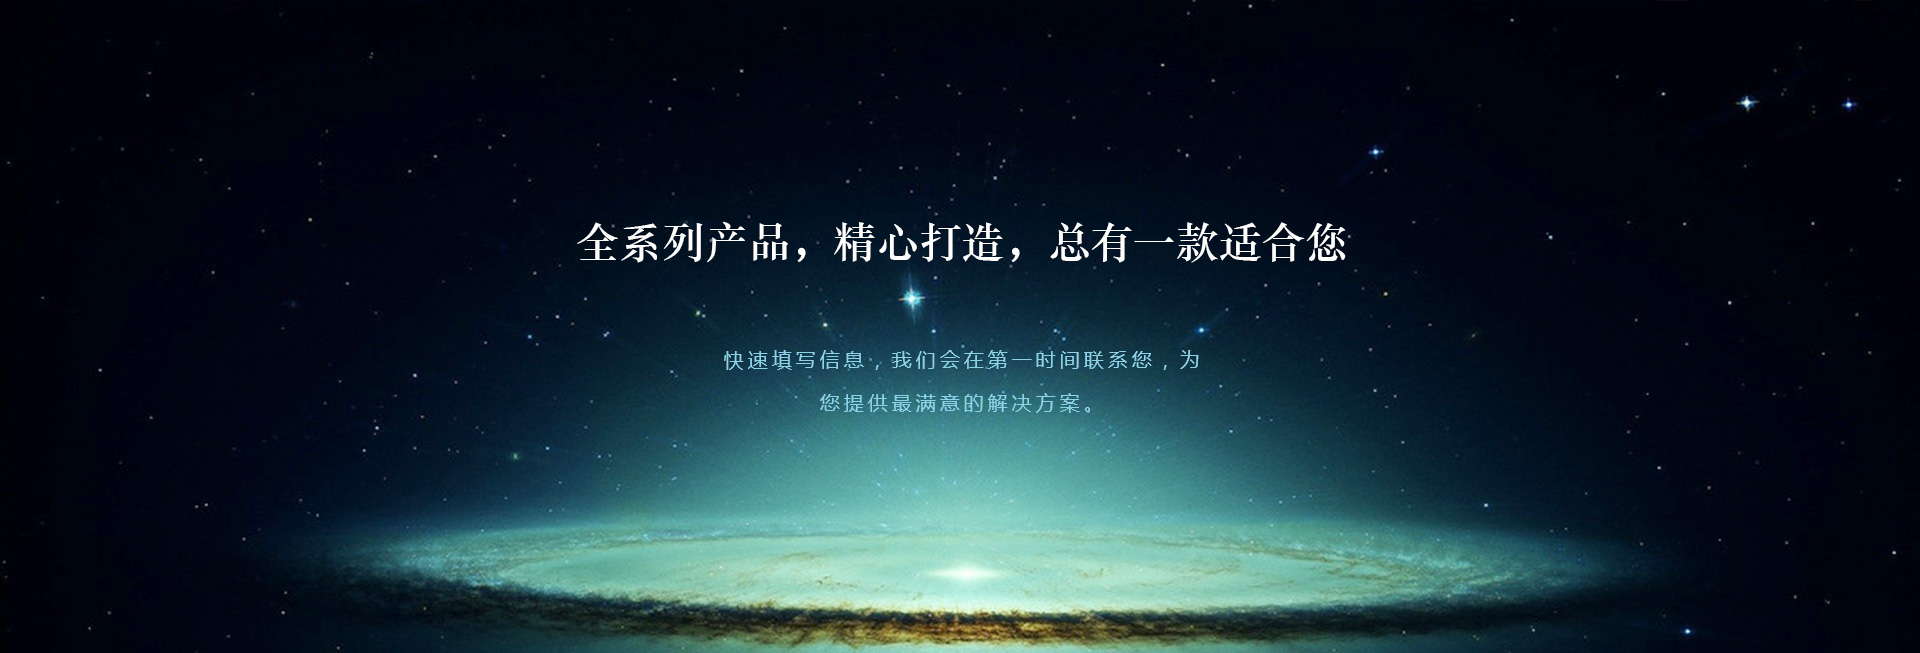 全系列产品，精心打造，总有一款适合您
快速填写信息，我们会在第一时间联系您，为
您提供最满意的解决方案。